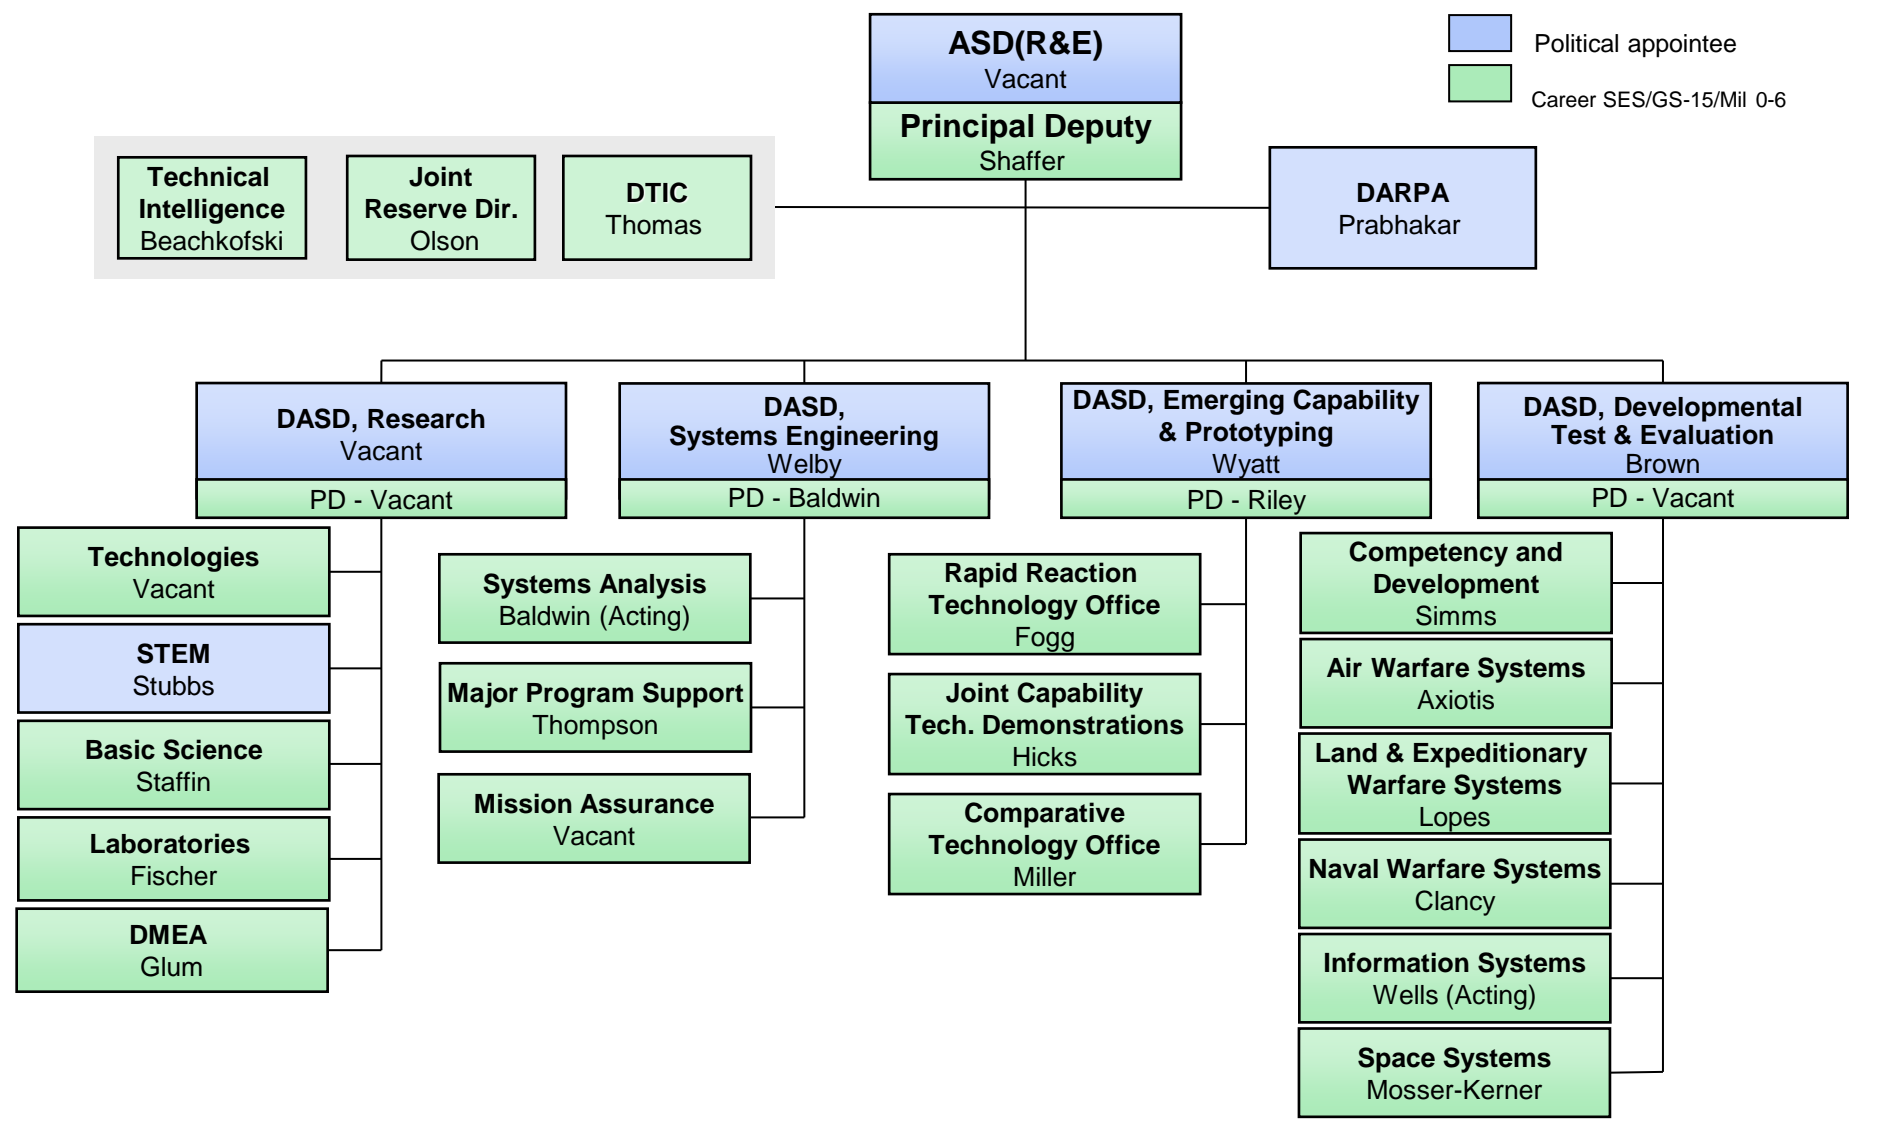 ASD(R&E)
Vacant
Principal Deputy
Shaffer
Political appointee
Career SES/GS-15/Mil 0-6
Technical
Intelligence
Beachkofski
Joint
Reserve Dir.
Olson
DTIC
Thomas
DARPA
Prabhakar
DASD, Research
Vacant
PD - Vacant
Technologies
Vacant
STEM
Stubbs
Basic Science
Staffin
Laboratories
Fischer
DMEA
Glum
DASD,
Systems Engineering
Welby
PD - Baldwin
Systems Analysis
Baldwin (Acting)
Major Program Support
Thompson
Mission Assurance
Vacant
DASD, Emerging Capability
& Prototyping
Wyatt
PD - Riley
Rapid Reaction
Technology Office
Fogg
Joint Capability
Tech. Demonstrations
Hicks
Comparative
Technology Office
Miller
DASD, Developmental
Test & Evaluation
Brown
PD - Vacant
Competency and
Development
Simms
Air Warfare Systems
Axiotis
Land & Expeditionary
Warfare Systems
Lopes
Naval Warfare Systems
Clancy
Information Systems
Wells (Acting)
Space Systems
Mosser-Kerner